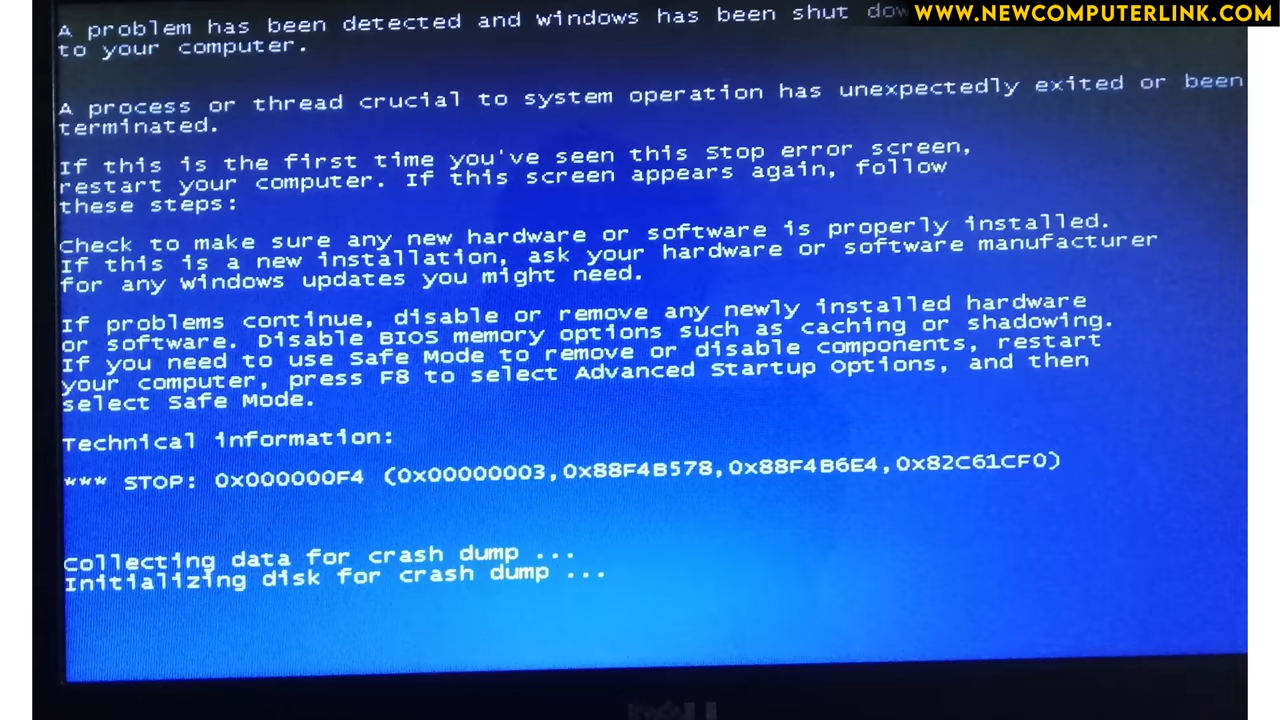 WWW.NEWCOMPUTERLINK.COM
A problem has been detected and windows has been shut
to your computer.
A process or thread crucial to system operation has unexpectedly exited or been
terminated.
If this is the first time you've seen this Stop error screen,
restart your computer. If this screen appears again, follow
these steps:
Check to make sure any new hardware or software is properly installed.
If this is a new installation, ask your hardware or software manufacturer
for any windows updates you might need.
If problems continue, disable or remove any newly installed hardware
or software. Disable BIOS memory options such as caching or shadowing.
If you need to use Safe Mode to remove or disable components, restart
your computer, press F8 to select Advanced Startup Options, and then
select Safe Mode.
Technical information:
*** STOP: 0x000000F4 (0x00000003,0x88F4B578,0x88F4B6E4,0x82C61CF0)
Collecting data for crash dump ...
Initializing disk for crash dump ...
DELL